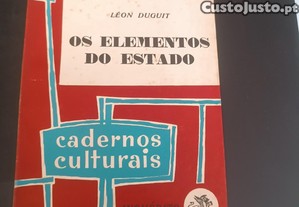 CustoJusto.pt
LÉON DUGUIT
OS ELEMENTOS
DO ESTADO
cadernos
culturais